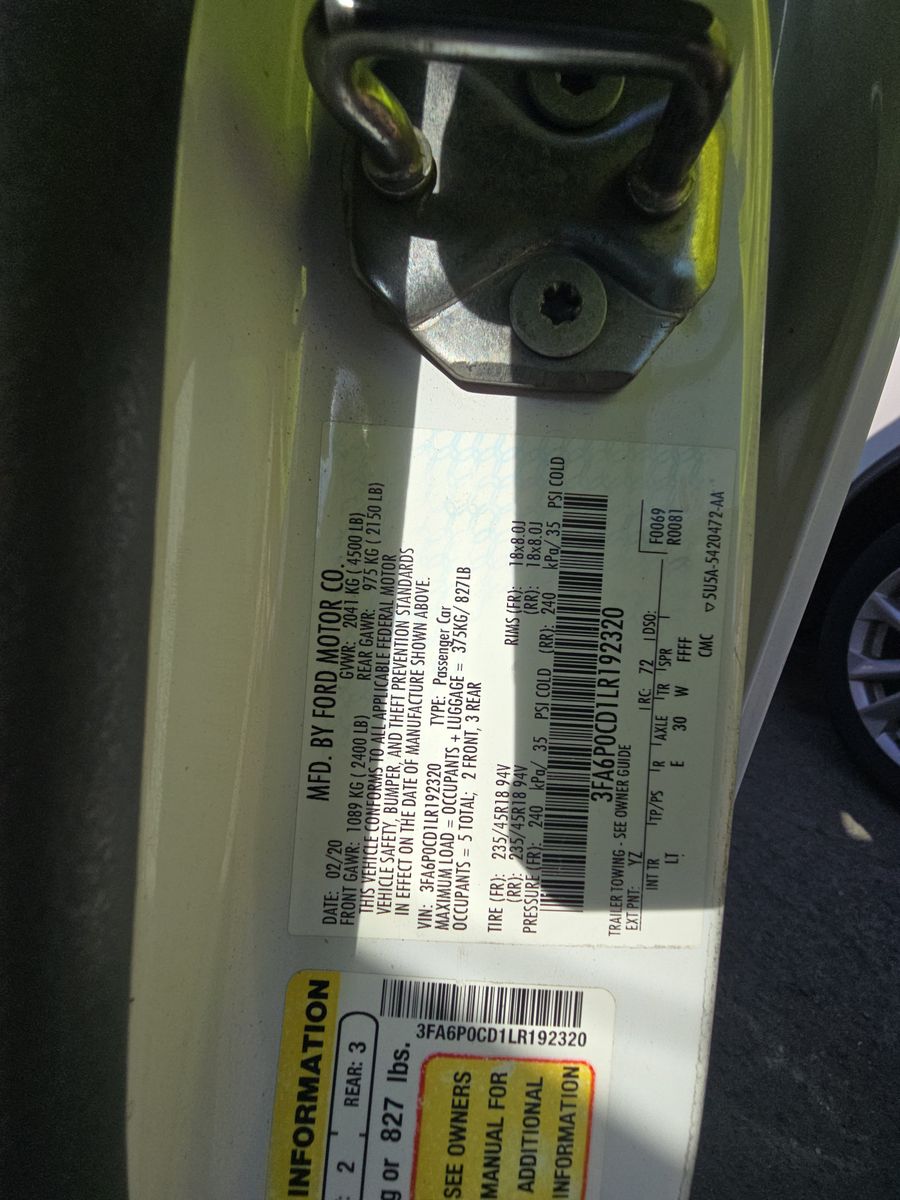 MFD. BY FORD MOTOR CO.
DATE: 02/20 GVWR: 2041 KG ( 4500 LB)
FRONT GAWR: 1089 KG ( 2400 LB) REAR GAWR: 975 KG ( 2150 LB)
THIS VEHICLE CONFORMS TO ALL APPLICABLE FEDERAL MOTOR
VEHICLE SAFETY, BUMPER, AND THEFT PREVENTION STANDARDS
IN EFFECT ON THE DATE OF MANUFACTURE SHOWN ABOVE.
VIN: 3FA6P0CD1LR192320 TYPE: Passenger Car
MAXIMUM LOAD = OCCUPANTS + LUGGAGE = 375KG/ 827LB
OCCUPANTS = 5 TOTAL; 2 FRONT, 3 REAR
TIRE (FR): 235/45R18 94V RIMS (FR): 18x8.0J
(RR): 235/45R18 94V (RR): 18x8.0J
PRESSURE (FR): 240 kPa/ 35 PSI COLD (RR): 240 kPa/ 35 PSI COLD
3FA6P0CD1LR192320
TRAILER TOWING - SEE OWNER GUIDE
EXT PNT: YZ RC: 72 DSO: F0069
INT TR TP/PS R AXLE TR SPR R0081
LT E 30 W FFFF
CMC ▽5U5A-5420472-AA
INFORMATION
: 2 REAR: 3
g or 827 lbs.
3FA6P0CD1LR192320
SEE OWNERS
MANUAL FOR
ADDITIONAL
INFORMATION